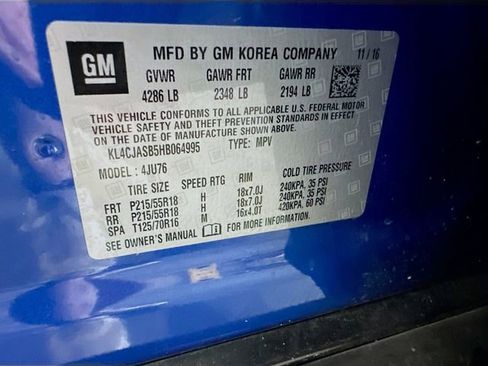 GM
MFD BY GM KOREA COMPANY 11/16
GVWR GAWR FRT GAWR RR
4286 LB 2348 LB 2194 LB
THIS VEHICLE CONFORMS TO ALL APPLICABLE U.S. FEDERAL MOTOR
VEHICLE SAFETY, BUMPER, AND THEFT PREVENTION STANDARDS IN EFFECT
ON THE DATE OF MANUFACTURE SHOWN ABOVE.
KL4CJASB5HB064995 TYPE: MPV
MODEL: 4JU76
TIRE SIZE SPEED RTG RIM COLD TIRE PRESSURE
FRT P215/55R18 H 18x7.0J 240KPA, 35 PSI
RR P215/55R18 H 18x7.0J 240KPA, 35 PSI
SPA T125/70R16 M 16x4.0T 420KPA, 60 PSI
SEE OWNER'S MANUAL FOR MORE INFORMATION